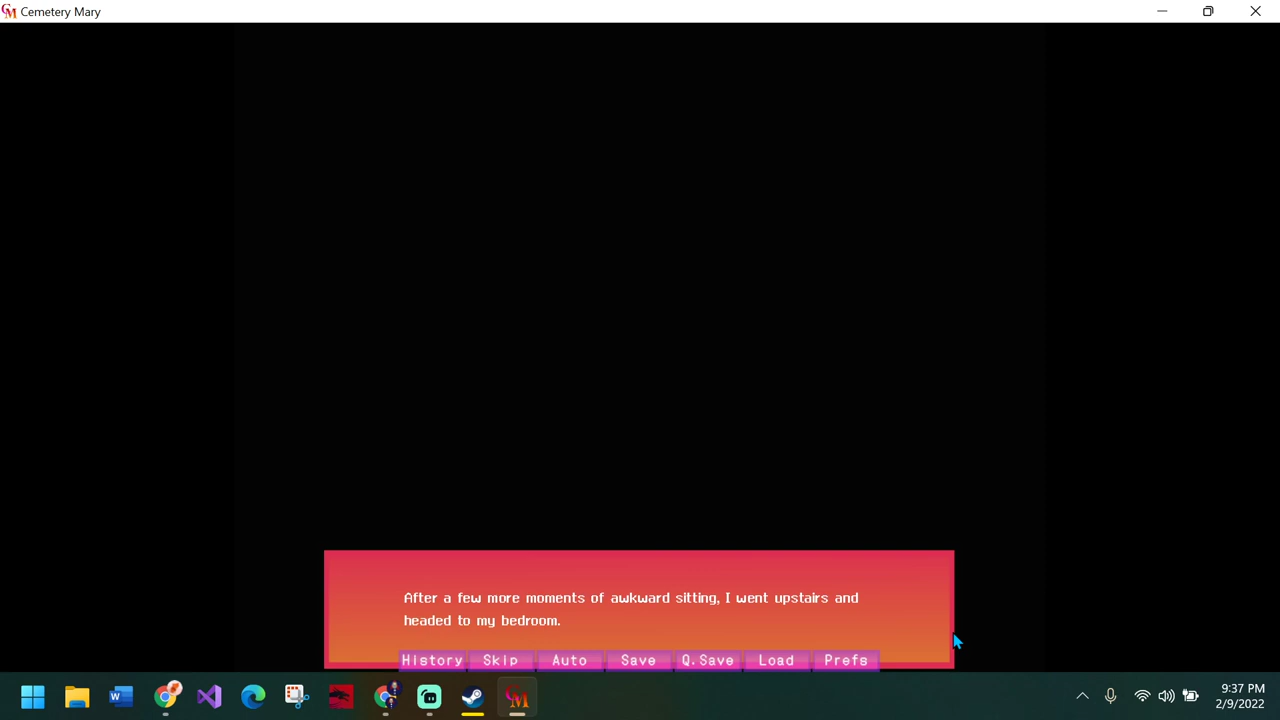 Cemetery Mary
After a few more moments of awkward sitting, I went upstairs and
headed to my bedroom.
History Skip Auto Save Q.Save Load Prefs
9:37 PM
2/9/2022